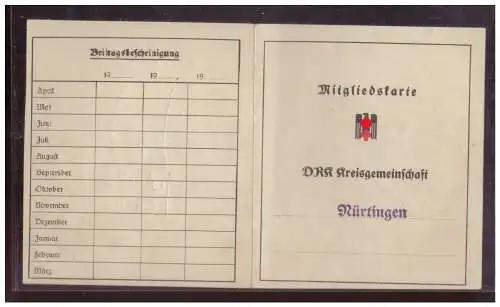 Beitragsbescheinigung
19 19 19
April
Mai
Juni
Juli
August
September
Oktober
November
Dezember
Januar
Februar
März
Mitgliedskarte
DRK Kreisgemeinschaft
Nürtingen